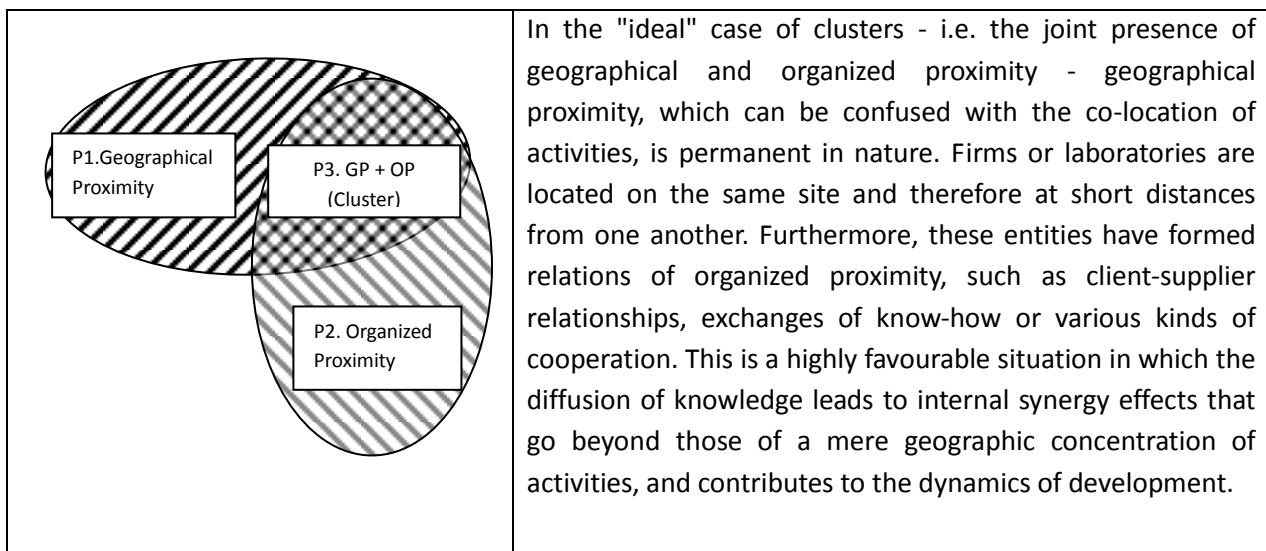 P1.Geographical
Proximity
P3. GP + OP
(Cluster)
P2. Organized
Proximity
In the "ideal" case of clusters - i.e. the joint presence of
geographical and organized proximity - geographical
proximity, which can be confused with the co-location of
activities, is permanent in nature. Firms or laboratories are
located on the same site and therefore at short distances
from one another. Furthermore, these entities have formed
relations of organized proximity, such as client-supplier
relationships, exchanges of know-how or various kinds of
cooperation. This is a highly favourable situation in which the
diffusion of knowledge leads to internal synergy effects that
go beyond those of a mere geographic concentration of
activities, and contributes to the dynamics of development.